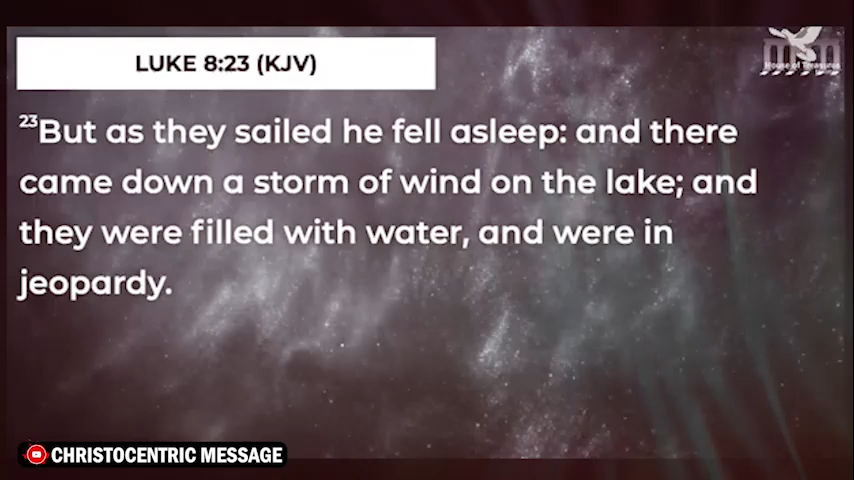 LUKE 8:23 (KJV)
House of Treasures
23But as they sailed he fell asleep: and there
came down a storm of wind on the lake; and
they were filled with water, and were in
jeopardy.
CHRISTOCENTRIC MESSAGE